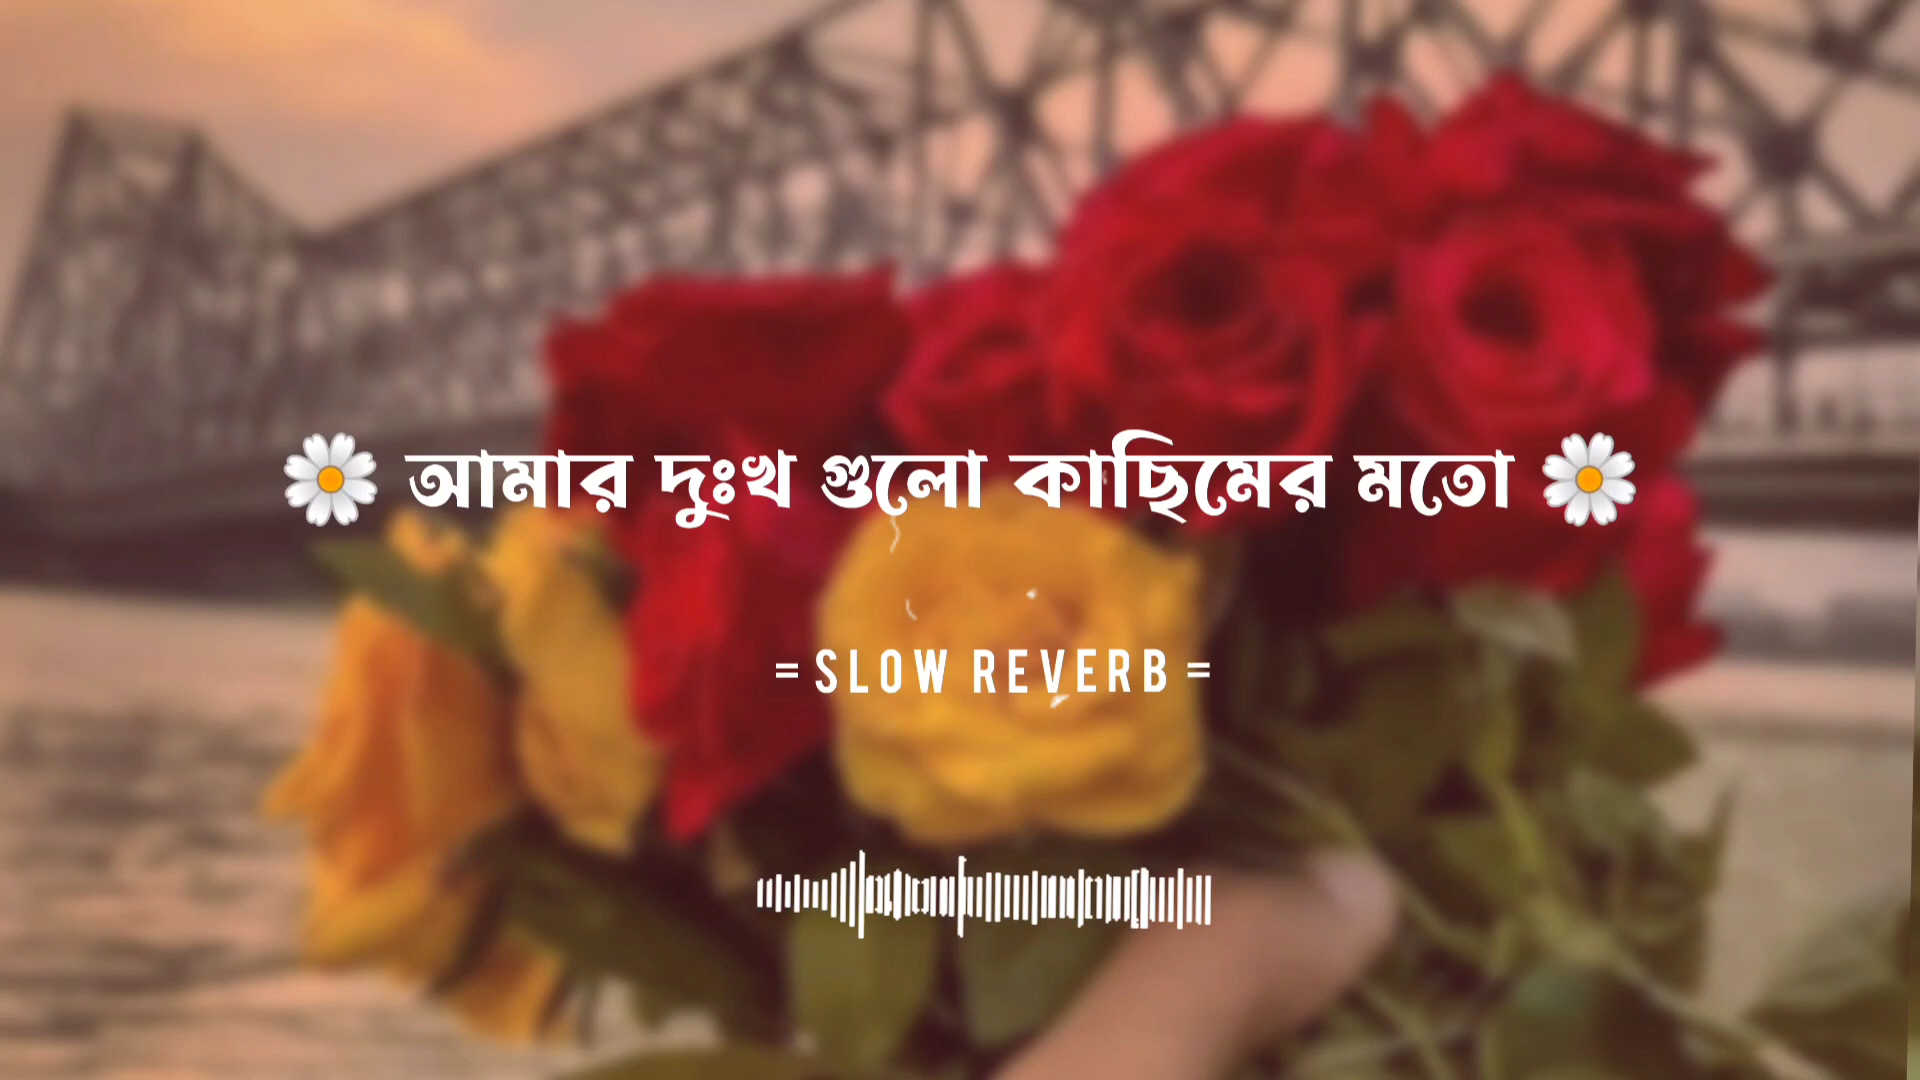 🌼 আমার দুঃখ গুলো কাছিমের মতো 🌼
= SLOW REVERB =